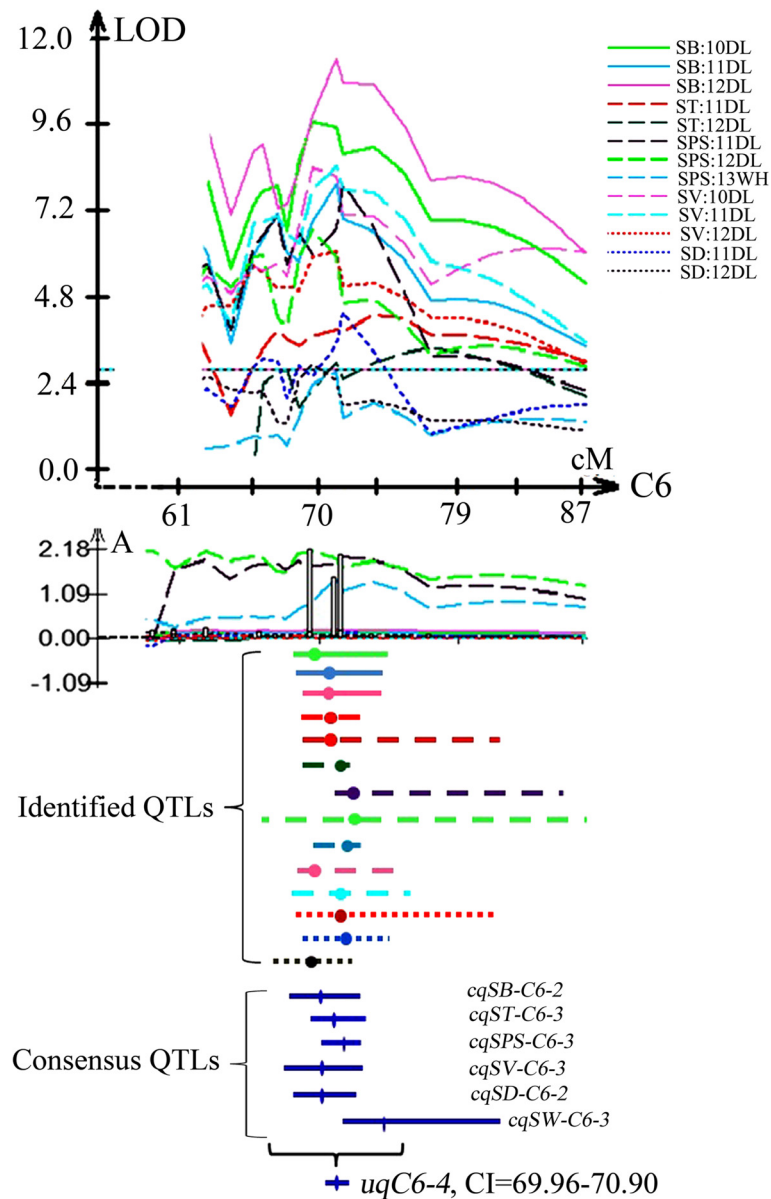 LOD
12.0
9.6
7.2
4.8
2.4
0.0
cM
C6
61
70
79
87
SB:10DL
SB:11DL
SB:12DL
ST:11DL
ST:12DL
SPS:11DL
SPS:12DL
SPS:13WH
SV:10DL
SV:11DL
SV:12DL
SD:11DL
SD:12DL
A
2.18
1.09
0.00
-1.09
Identified QTLs
Consensus QTLs
cqSB-C6-2
cqST-C6-3
cqSPS-C6-3
cqSV-C6-3
cqSD-C6-2
cqSW-C6-3
uqC6-4, CI=69.96-70.90